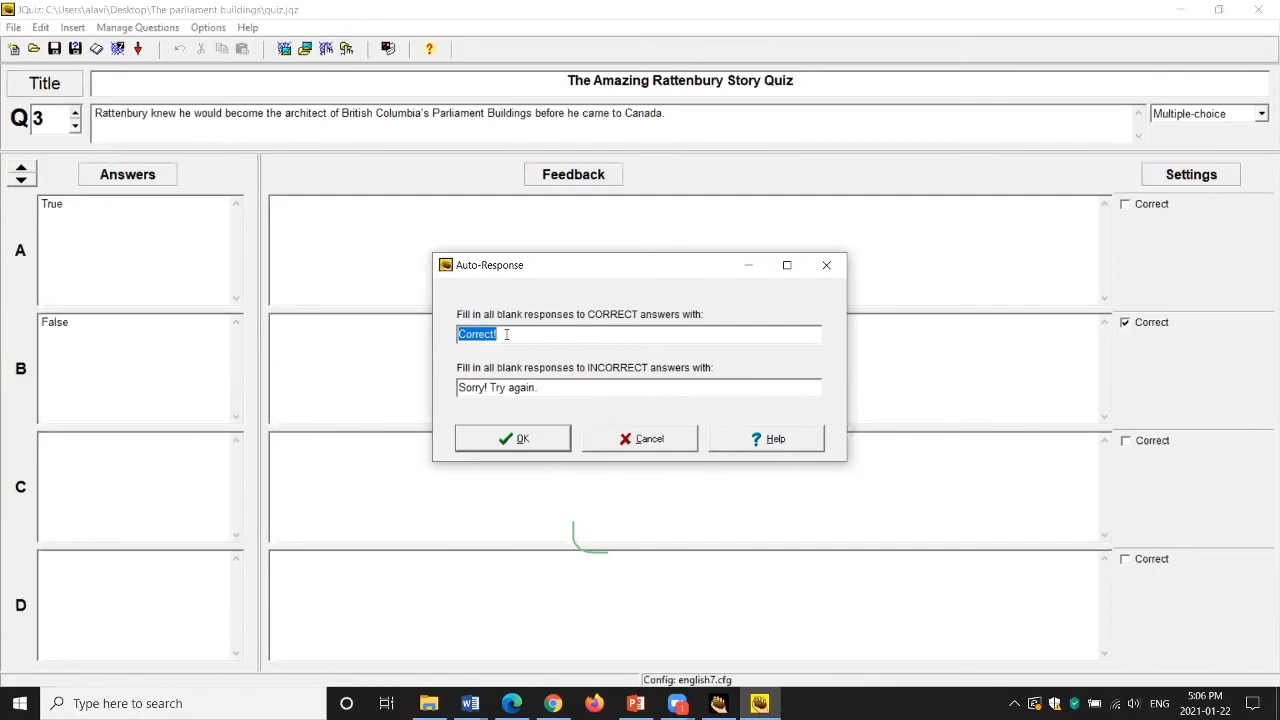 JQuiz: C:\Users\alavi\Desktop\The parliament buildings\quiz.jqz
File Edit Insert Manage Questions Options Help
Title
The Amazing Rattenbury Story Quiz
Q 3
Rattenbury knew he would become the architect of British Columbia's Parliament Buildings before he came to Canada.
Multiple-choice
Answers
Feedback
Settings
A
True
Correct
B
False
Correct
C
Correct
D
Correct
Auto-Response
Fill in all blank responses to CORRECT answers with:
Correct!
Fill in all blank responses to INCORRECT answers with:
Sorry! Try again.
OK
Cancel
? Help
Config: english7.cfg
Type here to search
1
ENG
5:06 PM
2021-01-22